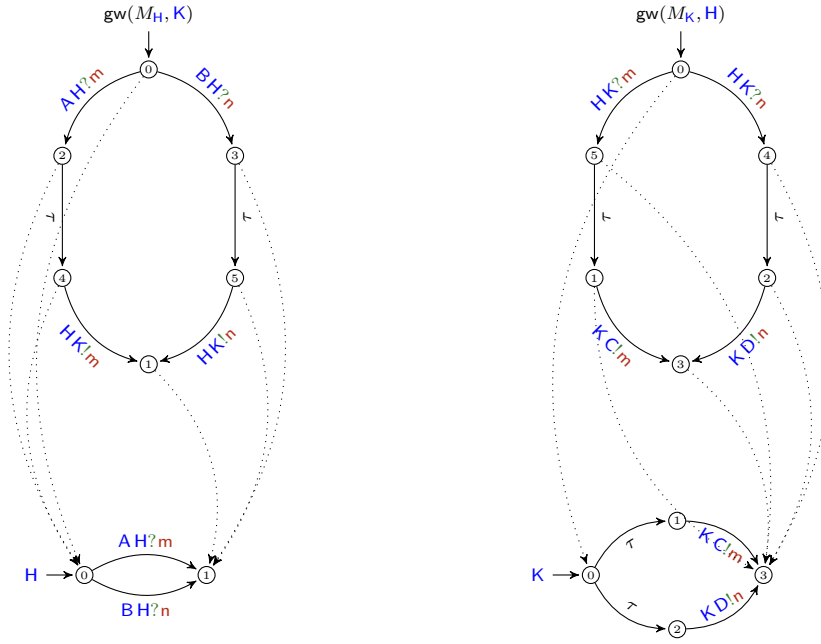 gw(M_H, K)
0
A H?m
B H?n
2
3
τ
τ
4
5
H K!m
H K!n
1
H
0
A H?m
B H?n
1
gw(M_K, H)
0
H K?m
H K?n
5
4
τ
τ
1
2
K C!m
K D!n
3
K
0
τ
τ
1
2
K C!m
K D!n
3